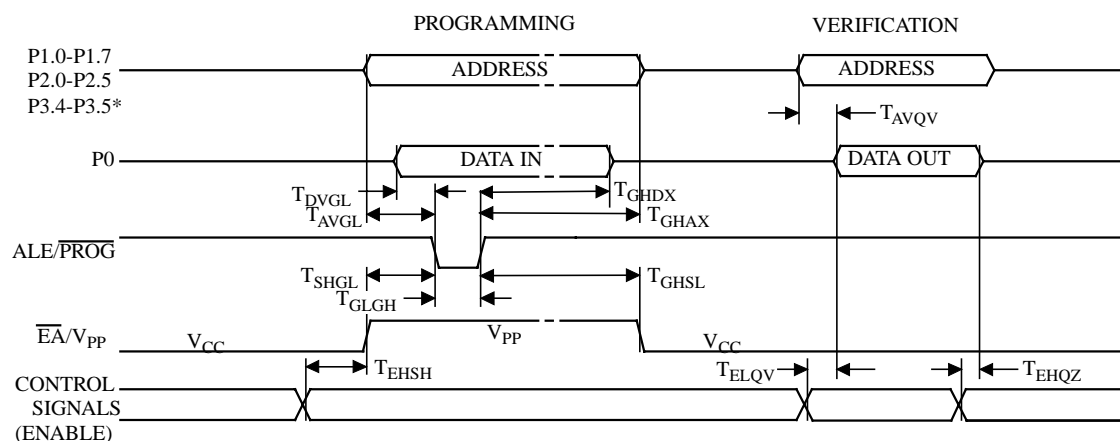 PROGRAMMING
VERIFICATION
P1.0-P1.7
P2.0-P2.5
P3.4-P3.5*
ADDRESS
ADDRESS
TAVQV
P0
DATA IN
DATA OUT
TDVGL
TGHDX
TAVGL
TGHAX
ALE/PROG
TSHGL
TGHSL
TGLGH
EA/VPP
VCC
VPP
VCC
TEHSH
TELQV
TEHQZ
CONTROL
SIGNALS
(ENABLE)